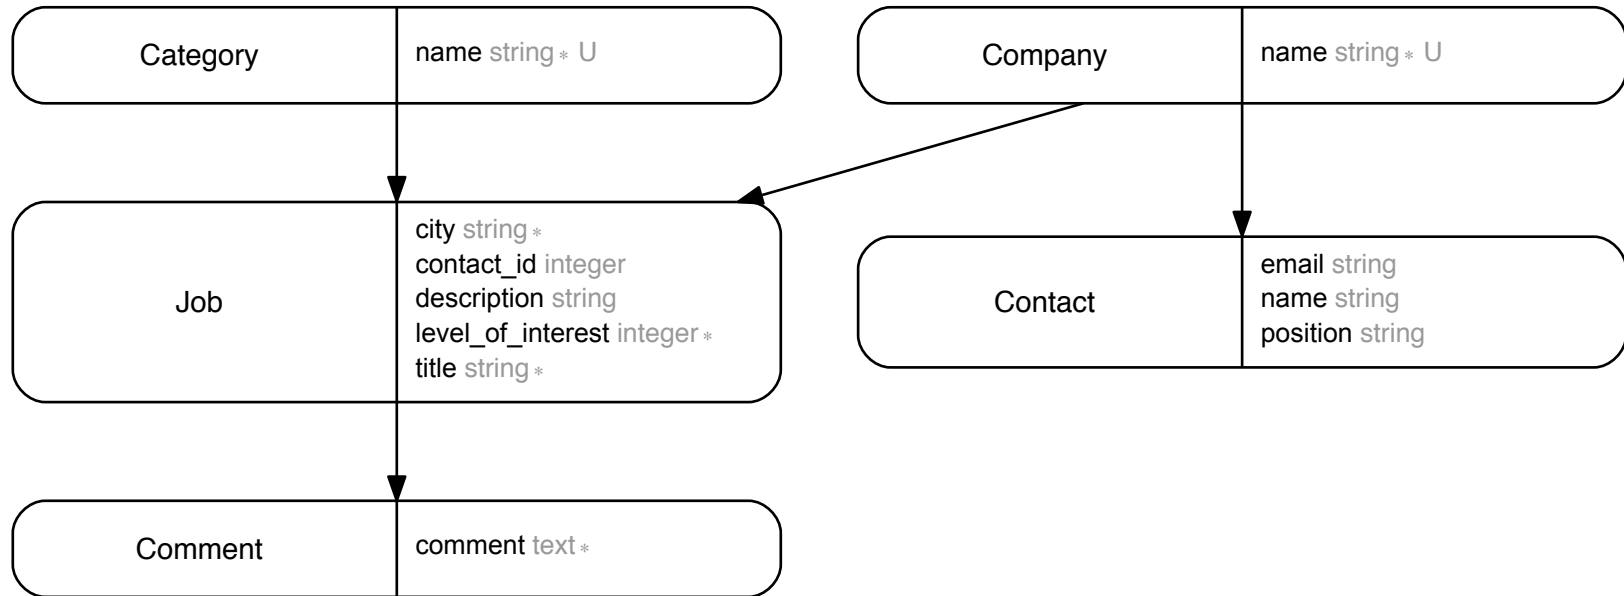 Category
name string * U
Company
name string * U
Job
city string *
contact_id integer
description string
level_of_interest integer *
title string *
Contact
email string
name string
position string
Comment
comment text *